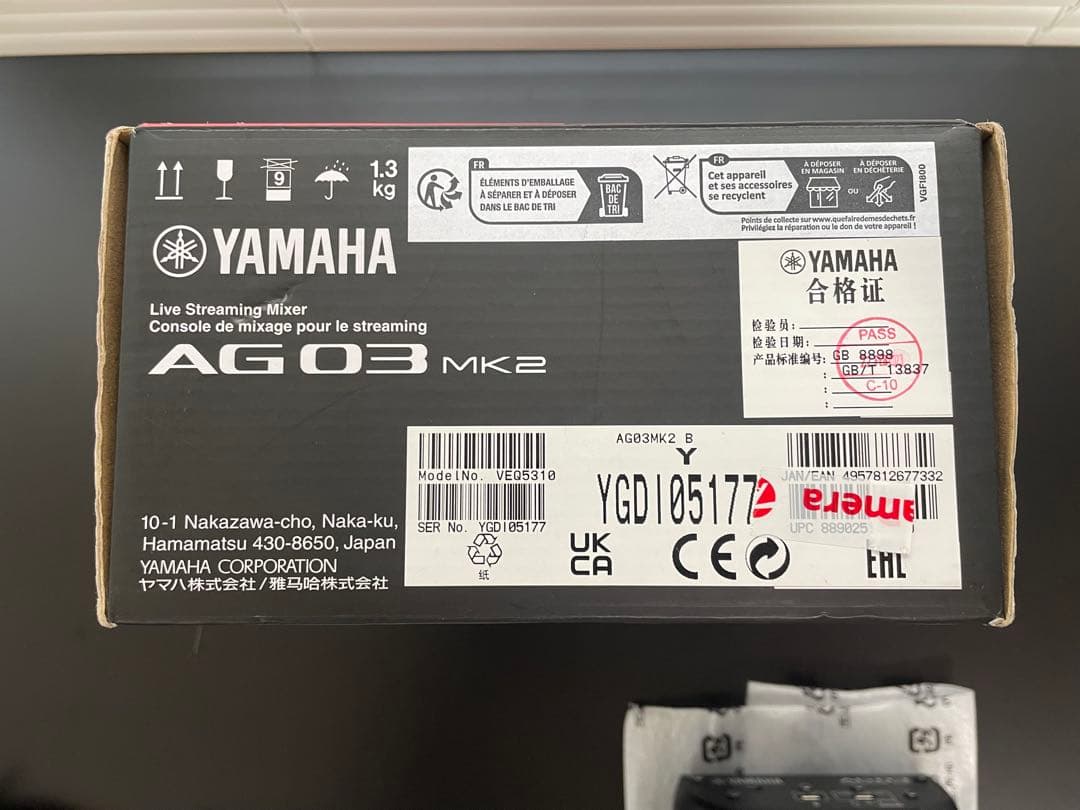 9
1.3
kg
YAMAHA
Live Streaming Mixer
Console de mixage pour le streaming
AG03 MK2
FR
ÉLÉMENTS D'EMBALLAGE
À SÉPARER ET À DÉPOSER
DANS LE BAC DE TRI
BAC
DE
TRI
FR
Cet appareil
et ses accessoires
se recyclent
À DÉPOSER
EN MAGASIN
OU
À DÉPOSER
EN DÉCHÈTERIE
Points de collecte sur www.quefairedemesdechets.fr
Privilégiez la réparation ou le don de votre appareil !
VGF1800
YAMAHA
合格证
检验员:
检验日期:
产品标准编号: GB 8898
: GB/T 13837
:
:
PASS
C-10
AG03MK2 B
Y
Model No. VEQ5310
SER No. YGDI05177
YGDI05177
JAN/EAN 4957812677332
UPC 889025
amera
纸
UK
CA
CE
EAC
10-1 Nakazawa-cho, Naka-ku,
Hamamatsu 430-8650, Japan
YAMAHA CORPORATION
ヤマハ株式会社/雅马哈株式会社
YAMAHA